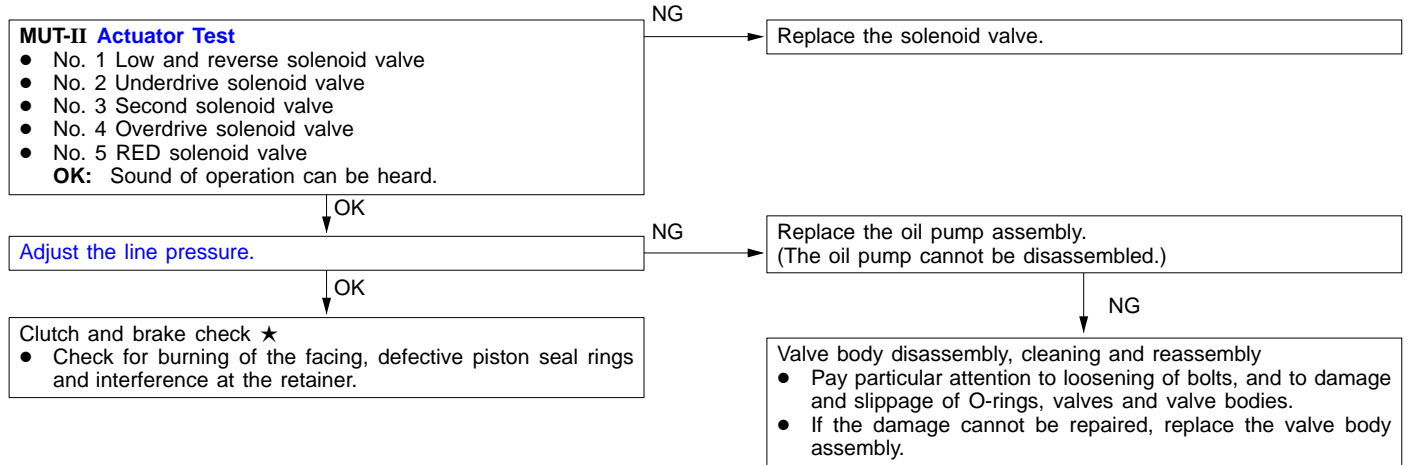 NG
MUT-II Actuator Test
● No. 1 Low and reverse solenoid valve
● No. 2 Underdrive solenoid valve
● No. 3 Second solenoid valve
● No. 4 Overdrive solenoid valve
● No. 5 RED solenoid valve
OK: Sound of operation can be heard.
Replace the solenoid valve.
OK
Adjust the line pressure.
NG
Replace the oil pump assembly.
(The oil pump cannot be disassembled.)
OK
NG
Clutch and brake check ★
● Check for burning of the facing, defective piston seal rings
and interference at the retainer.
Valve body disassembly, cleaning and reassembly
● Pay particular attention to loosening of bolts, and to damage
and slippage of O-rings, valves and valve bodies.
● If the damage cannot be repaired, replace the valve body
assembly.